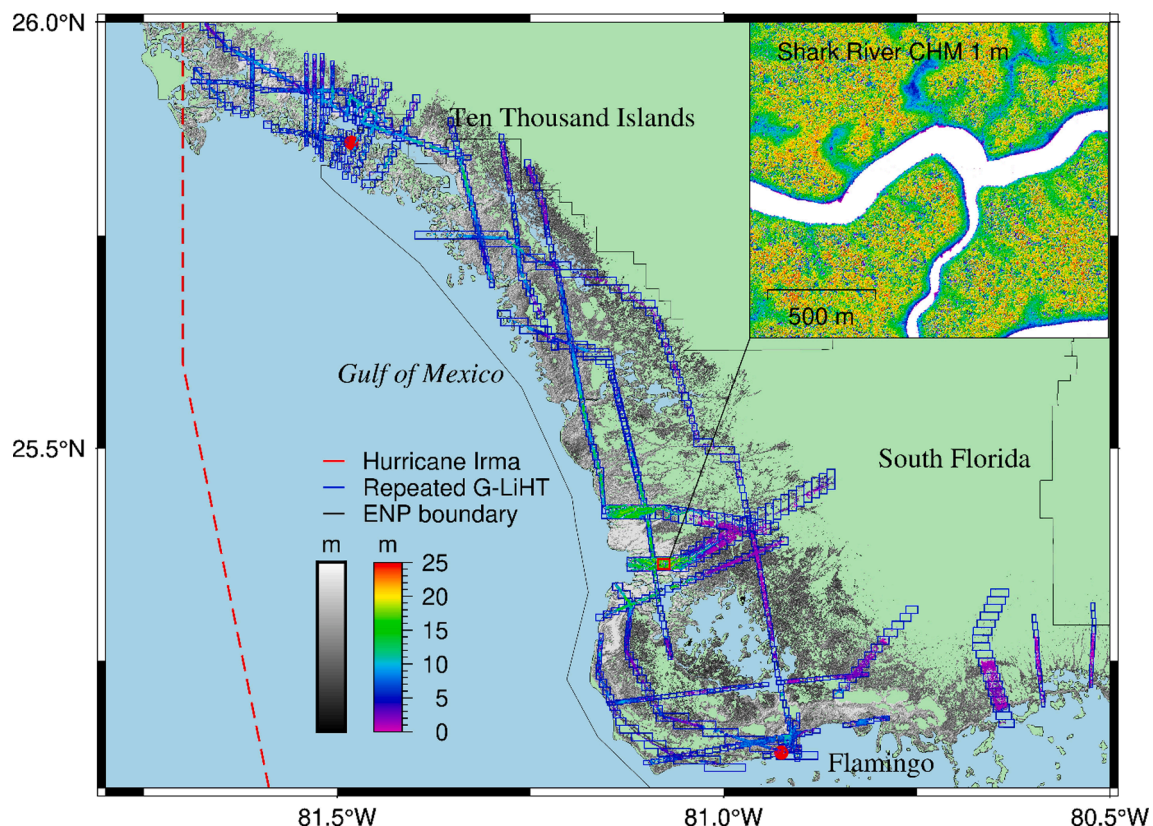 26.0°N
Shark River CHM 1 m
Ten Thousand Islands
500 m
Gulf of Mexico
25.5°N
South Florida
Hurricane Irma
Repeated G-LiHT
ENP boundary
m
m
25
20
15
10
5
0
Flamingo
81.5°W
81.0°W
80.5°W